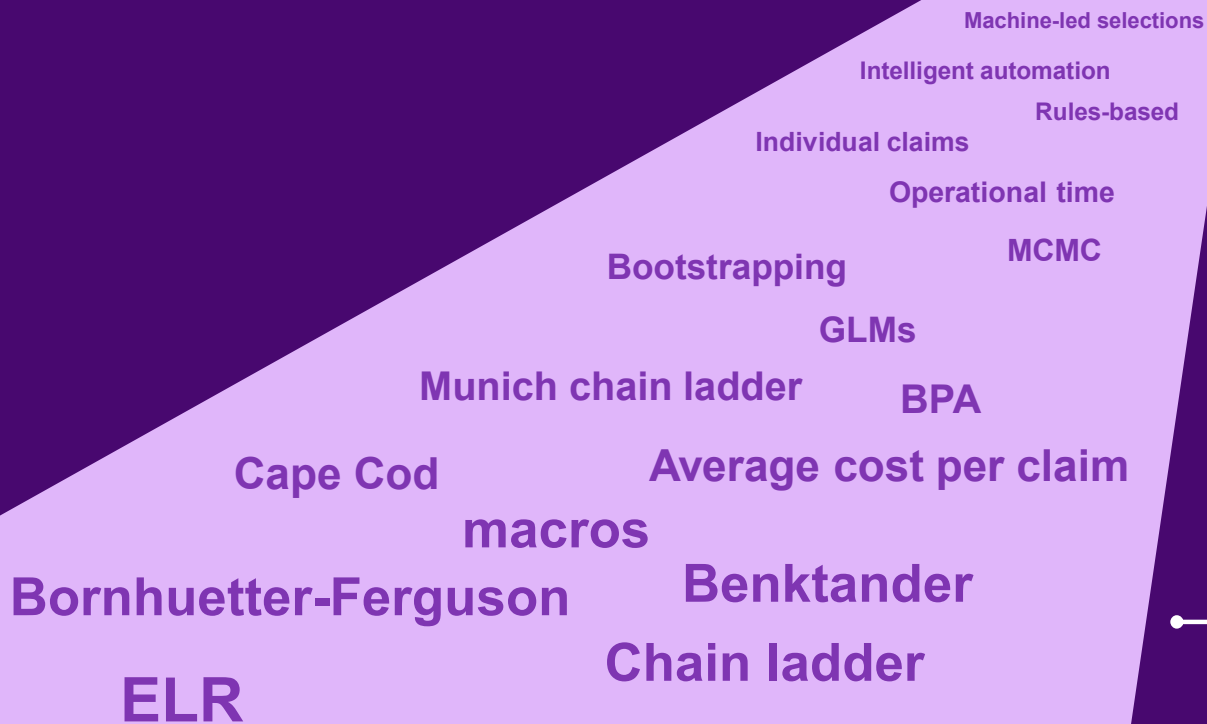 Machine-led selections
Intelligent automation
Rules-based
Individual claims
Operational time
MCMC
Bootstrapping
GLMs
Munich chain ladder
BPA
Average cost per claim
Cape Cod
macros
Benktander
Bornhuetter-Ferguson
Chain ladder
ELR